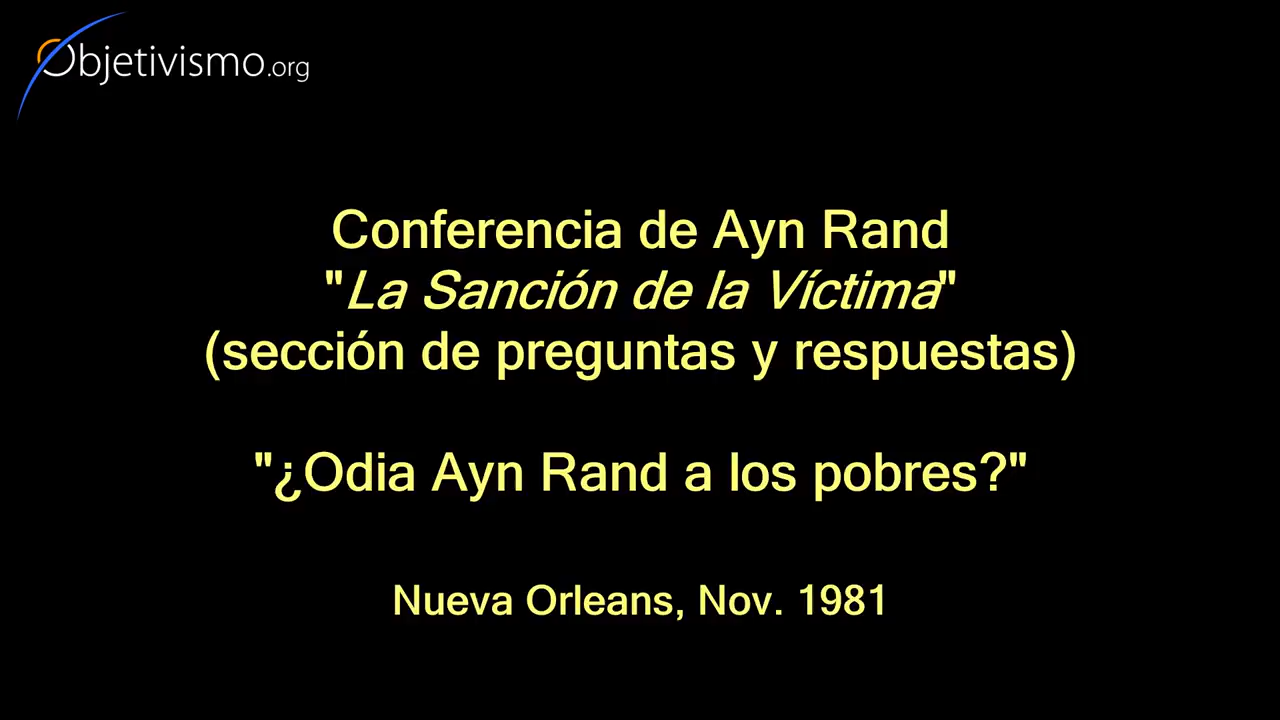 Objetivismo.org
Conferencia de Ayn Rand
"La Sanción de la Víctima"
(sección de preguntas y respuestas)
"¿Odia Ayn Rand a los pobres?"
Nueva Orleans, Nov. 1981